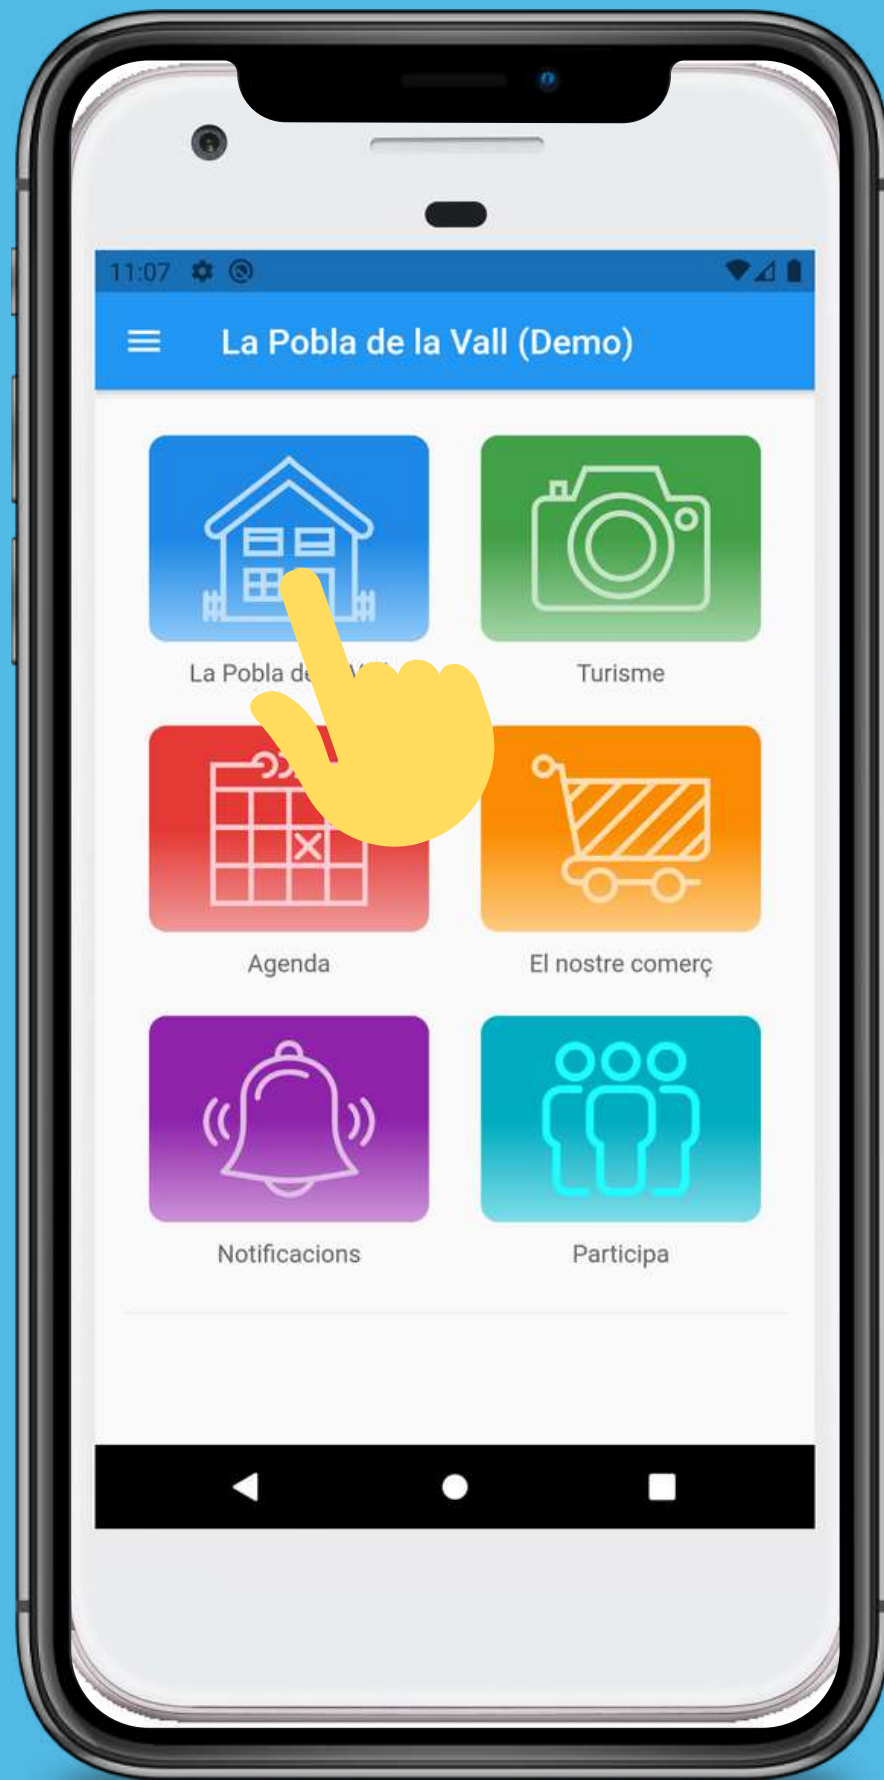 11:07
La Pobla de la Vall (Demo)
La Pobla de
Turisme
Agenda
El nostre comerç
Notificacions
Participa